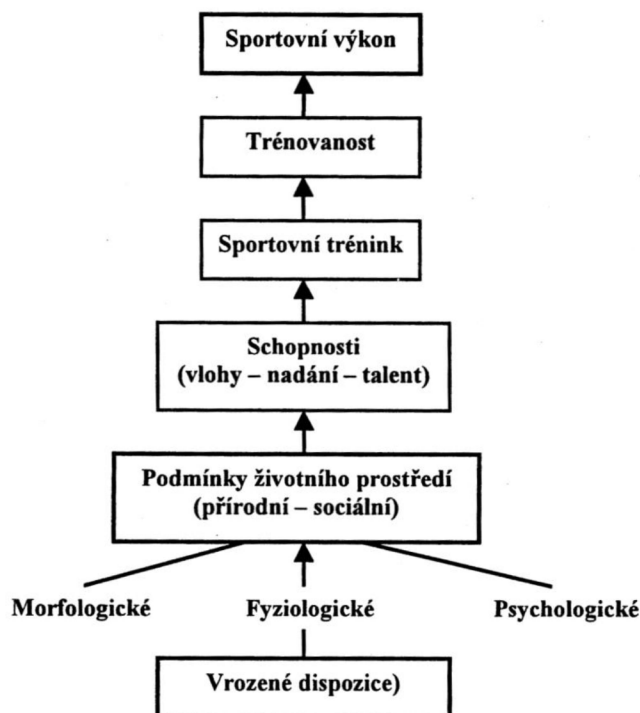 Sportovní výkon
Trénovanost
Sportovní trénink
Schopnosti
(vlohy – nadání – talent)
Podmínky životního prostředí
(přírodní – sociální)
Morfologické
Fyziologické
Psychologické
Vrozené dispozice)